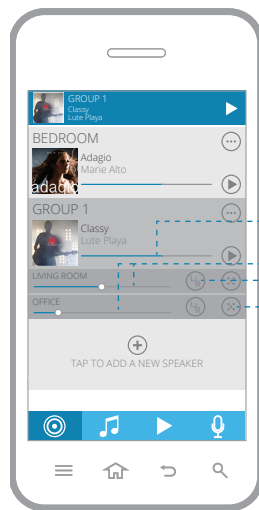 GROUP 1
Classy
Lute Playa
BEDROOM
Adagio
Marie Alto
adagio
GROUP 1
Classy
Lute Playa
LIVING ROOM
OFFICE
TAP TO ADD A NEW SPEAKER